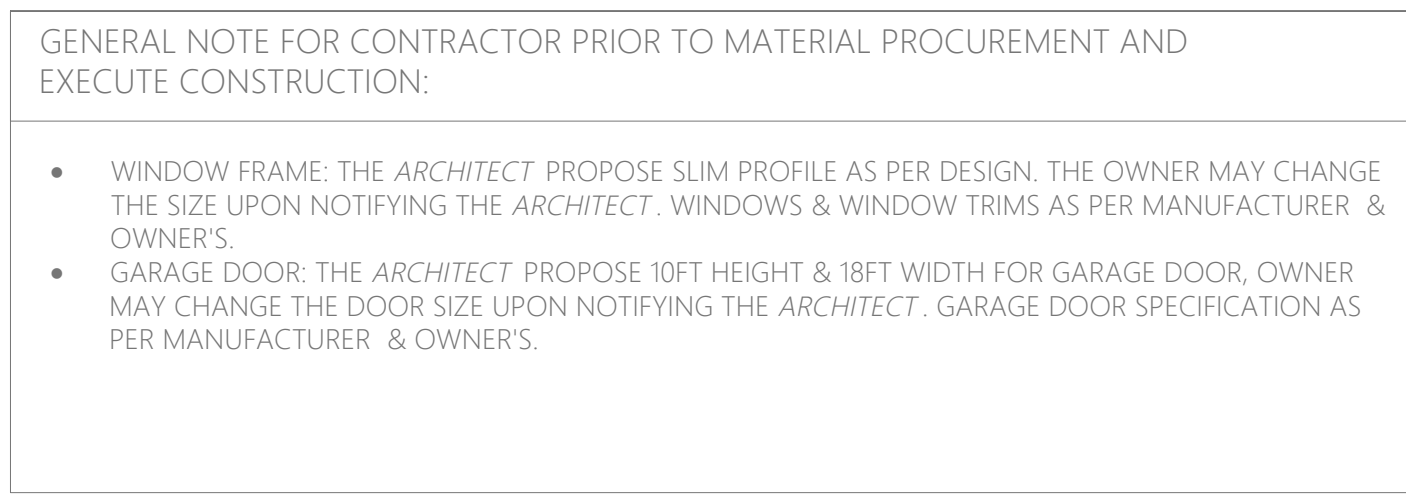 GENERAL NOTE FOR CONTRACTOR PRIOR TO MATERIAL PROCUREMENT AND
EXECUTE CONSTRUCTION:
● WINDOW FRAME: THE ARCHITECT PROPOSE SLIM PROFILE AS PER DESIGN. THE OWNER MAY CHANGE
THE SIZE UPON NOTIFYING THE ARCHITECT. WINDOWS & WINDOW TRIMS AS PER MANUFACTURER &
OWNER'S.
● GARAGE DOOR: THE ARCHITECT PROPOSE 10FT HEIGHT & 18FT WIDTH FOR GARAGE DOOR, OWNER
MAY CHANGE THE DOOR SIZE UPON NOTIFYING THE ARCHITECT. GARAGE DOOR SPECIFICATION AS
PER MANUFACTURER & OWNER'S.